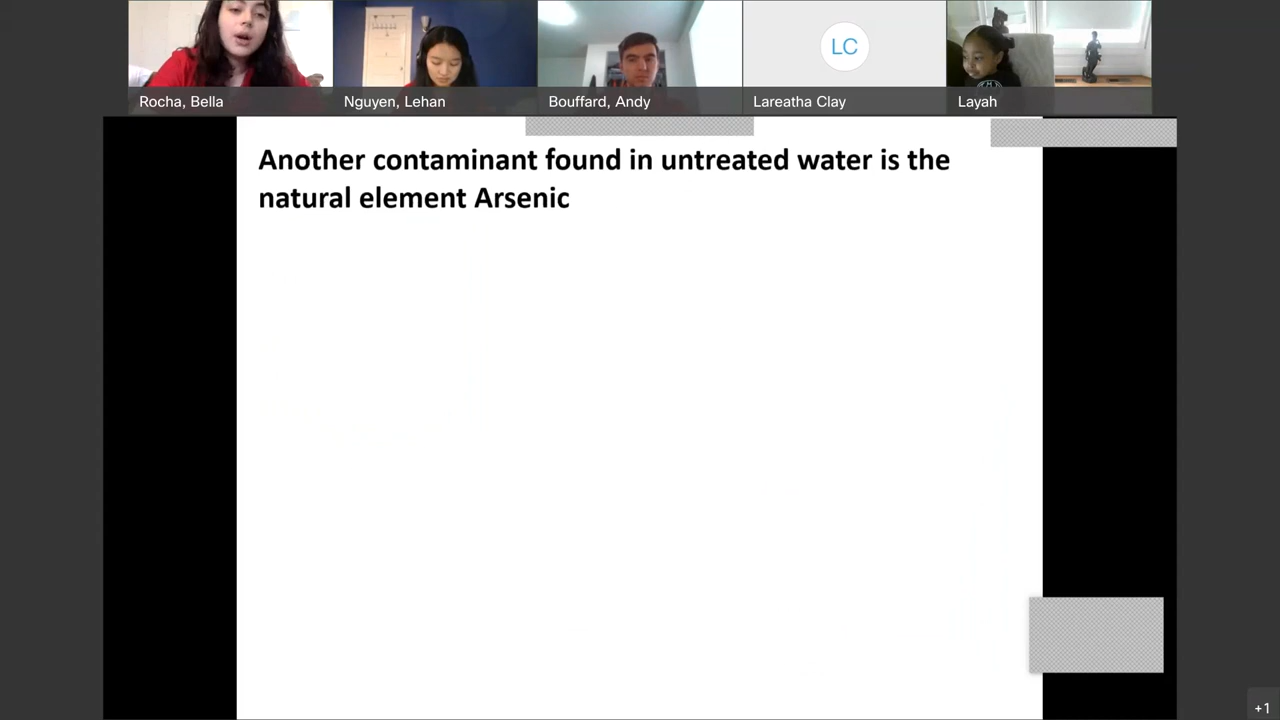 Rocha, Bella
Nguyen, Lehan
Bouffard, Andy
LC
Lareatha Clay
Layah
Another contaminant found in untreated water is the
natural element Arsenic
+1